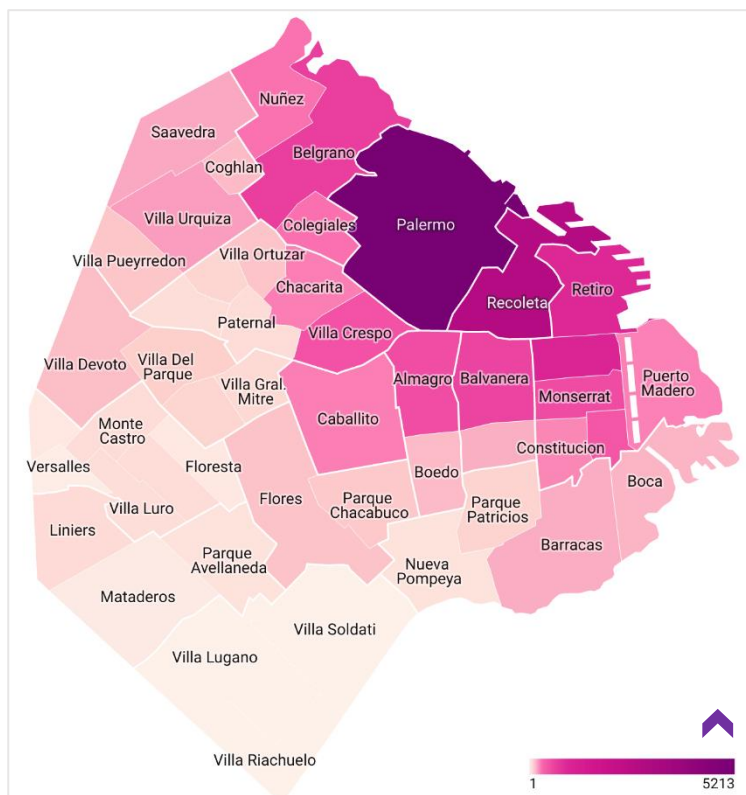 Nuñez
Saavedra
Belgrano
Coghlan
Villa Urquiza
Colegiales
Palermo
Villa Ortuzar
Villa Pueyrredon
Chacarita
Recoleta
Retiro
Paternal
Villa Crespo
Villa Devoto
Villa Del
Parque
Villa Gral.
Mitre
Almagro
Balvanera
Puerto
Madero
Monserrat
Caballito
Monte
Castro
Versalles
Floresta
Constitucion
Boedo
Flores
Parque
Chacabuco
Parque
Patricios
Boca
Villa Luro
Liniers
Barracas
Parque
Avellaneda
Nueva
Pompeya
Mataderos
Villa Soldati
Villa Lugano
Villa Riachuelo
1
5213